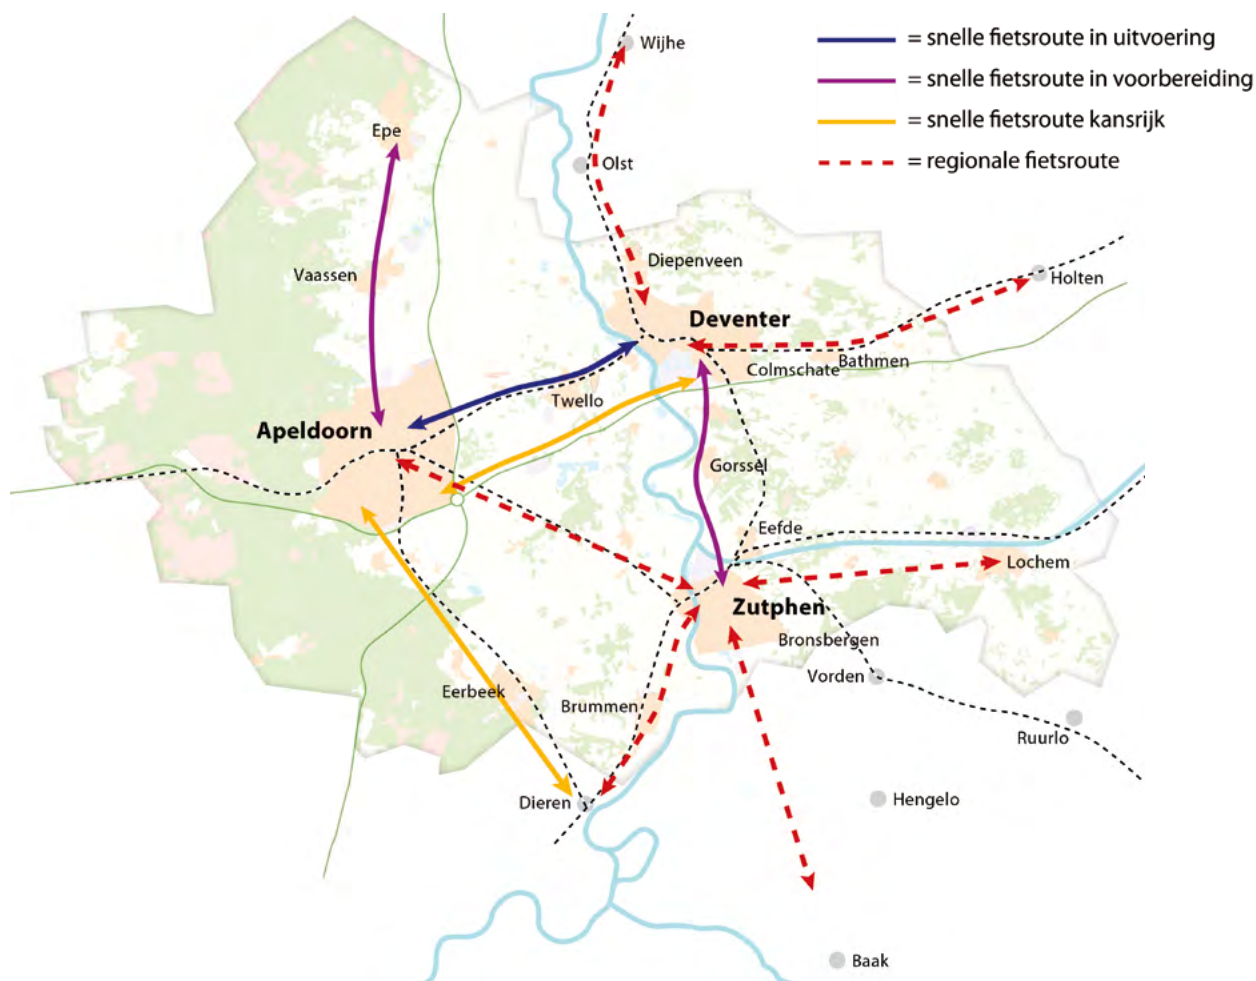 Wijhe
= snelle fietsroute in uitvoering
= snelle fietsroute in voorbereiding
= snelle fietsroute kansrijk
= regionale fietsroute
Epe
Olst
Vaassen
Diepenveen
Holten
Deventer
Bathmen
Colmschate
Twello
Apeldoorn
Gorssel
Eefde
Lochem
Zutphen
Bronsbergen
Vorden
Eerbeek
Brummen
Ruurlo
Dieren
Hengelo
Baak